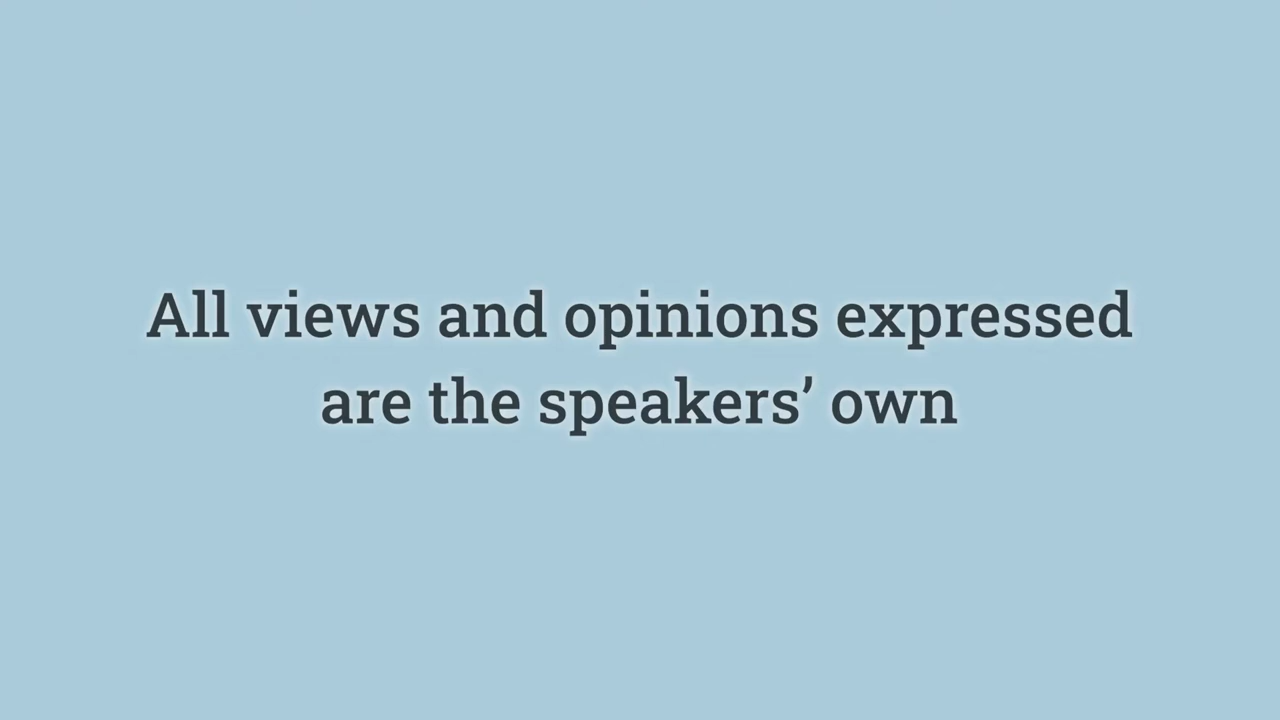 All views and opinions expressed
are the speakers’ own